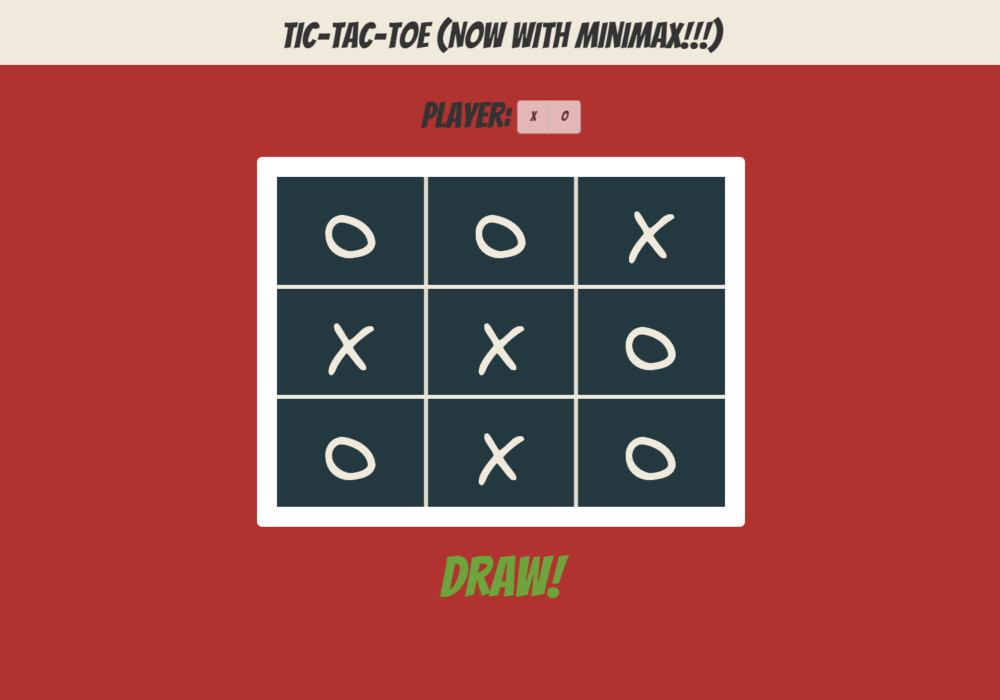 TIC-TAC-TOE (NOW WITH MINIMAX!!!)
PLAYER: X O
O O X
X X O
O X O
DRAW!